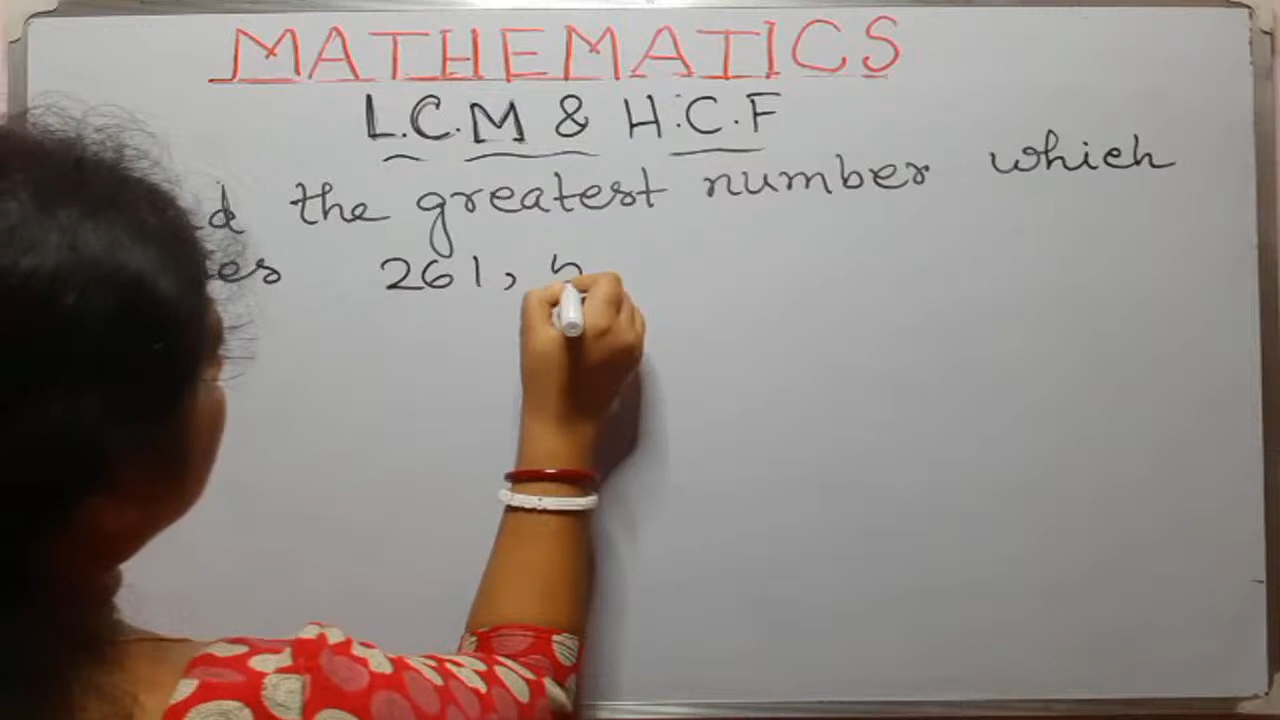 MATHEMATICS
L.C.M & H.C.F
the greatest number which
261,